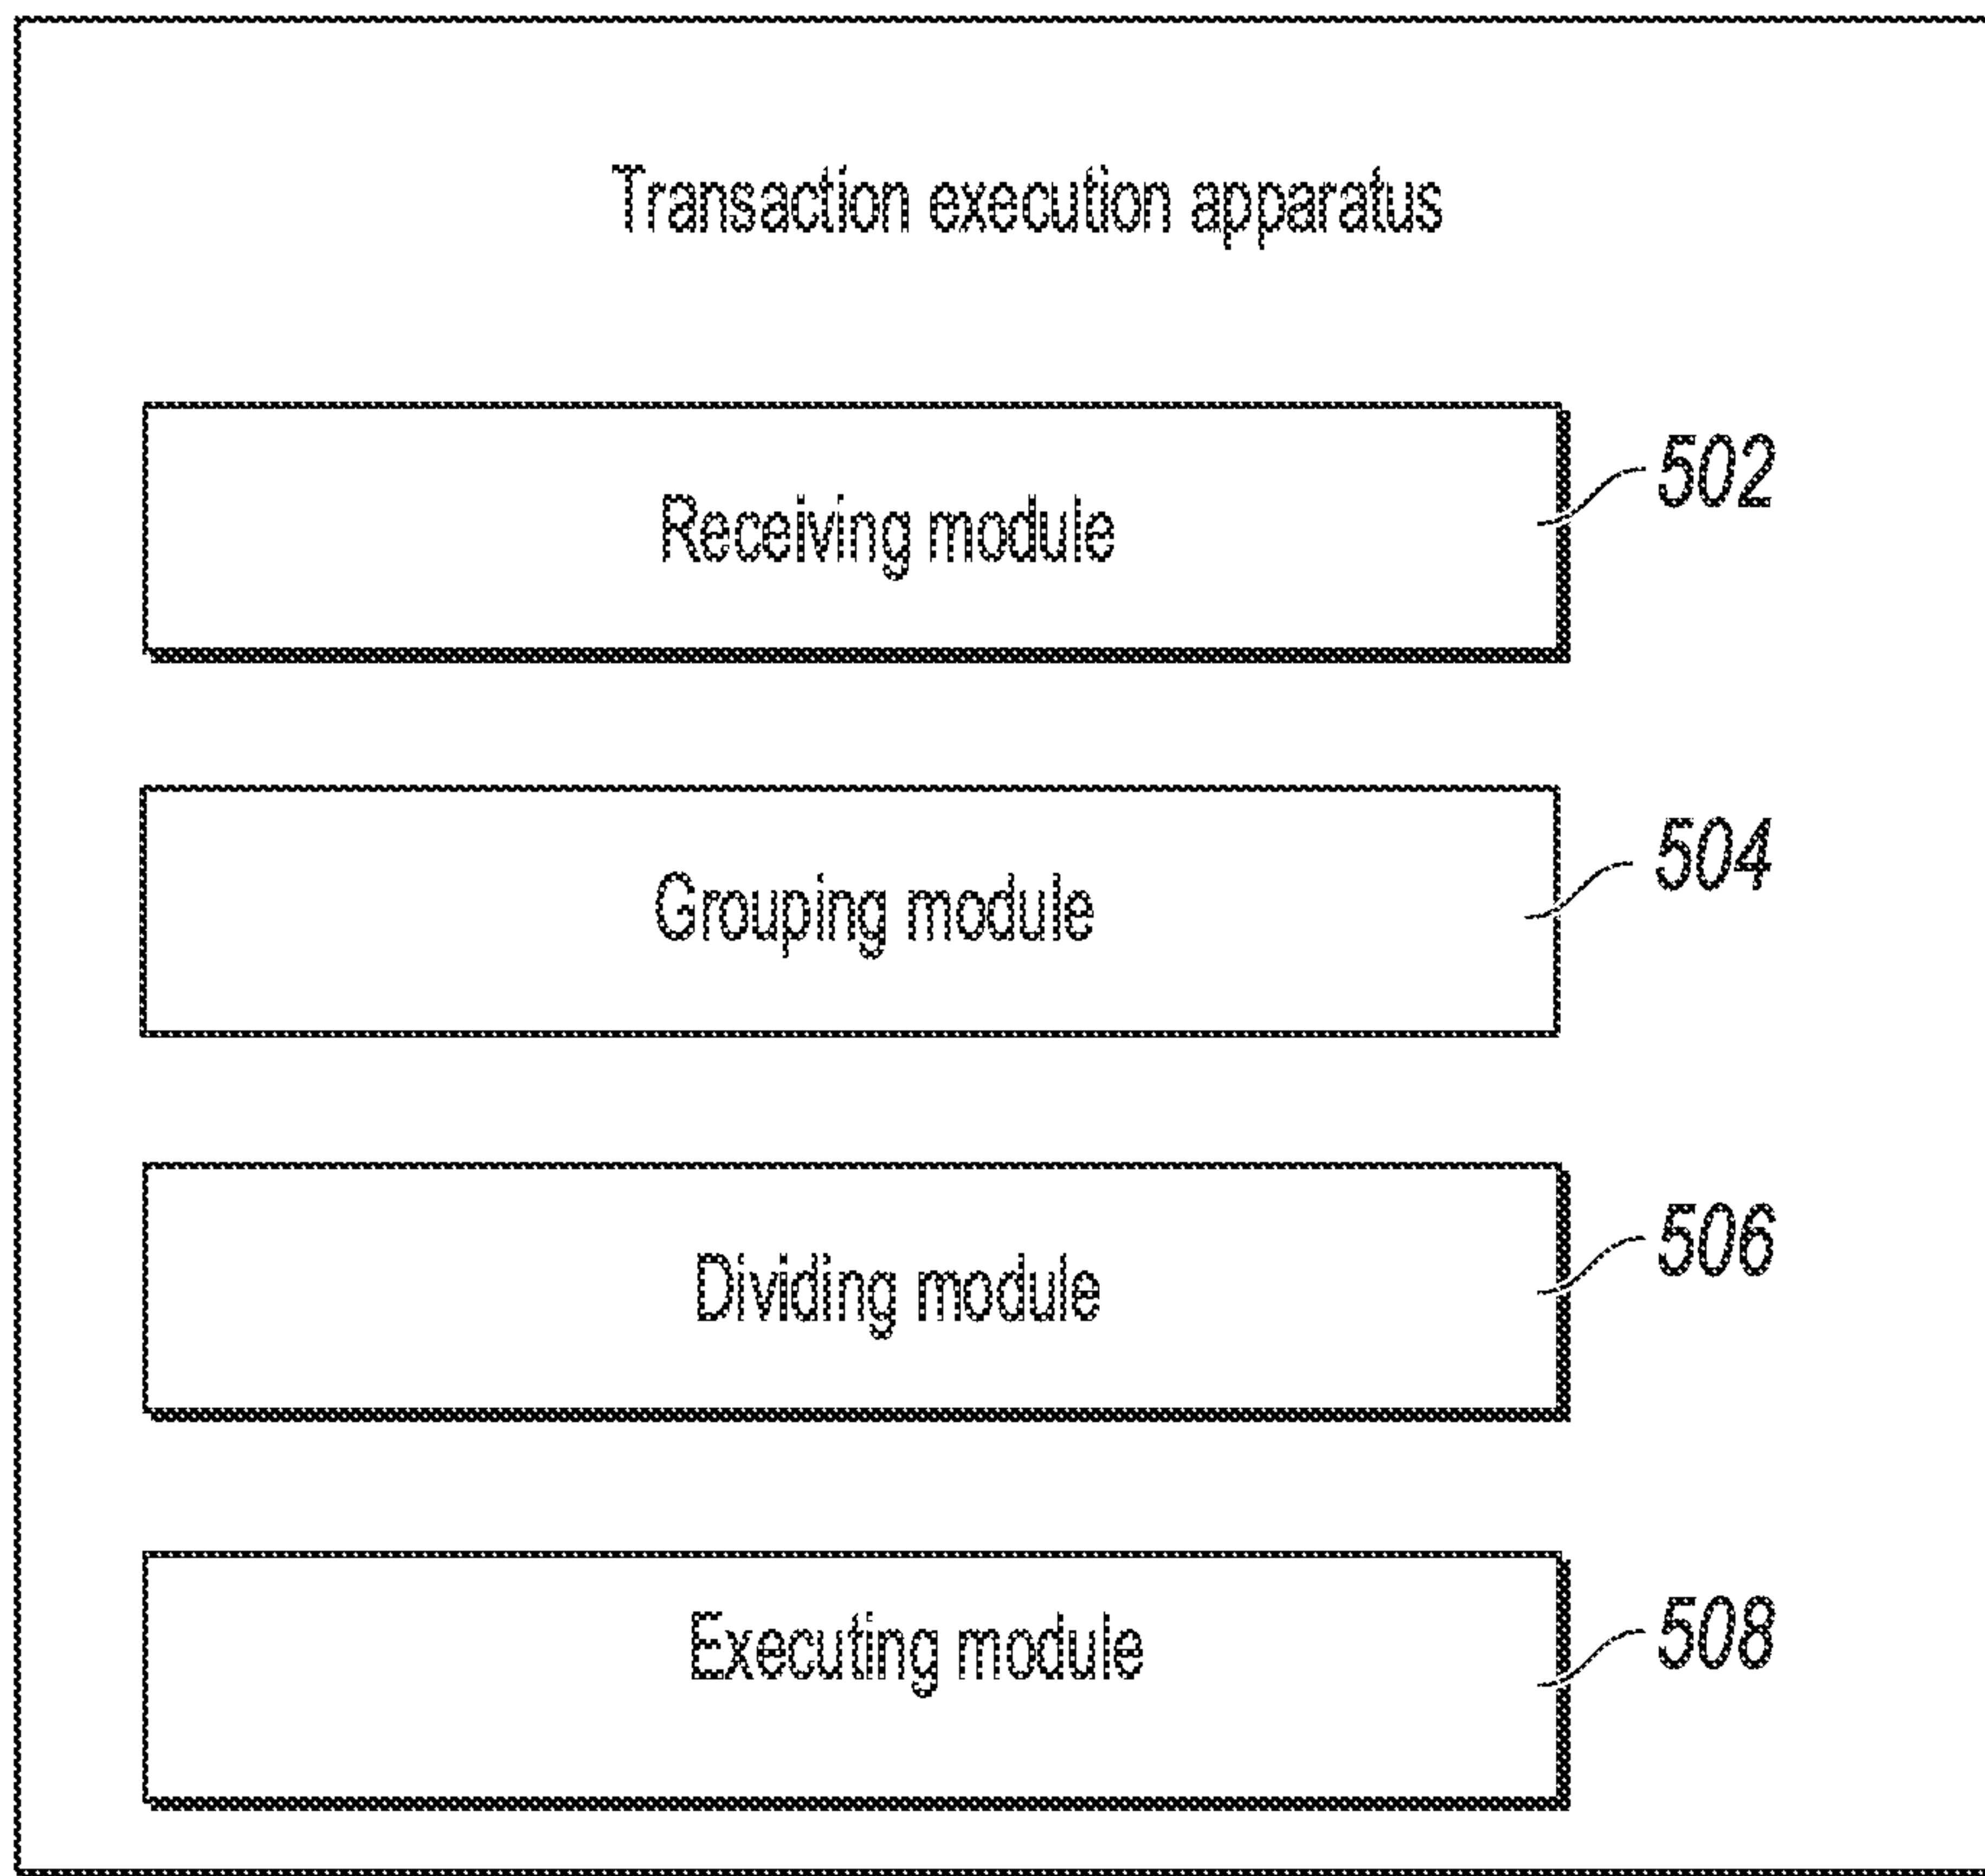 Transaction execution apparatus
Receiving module
502
Grouping module
504
Dividing module
506
Executing module
508